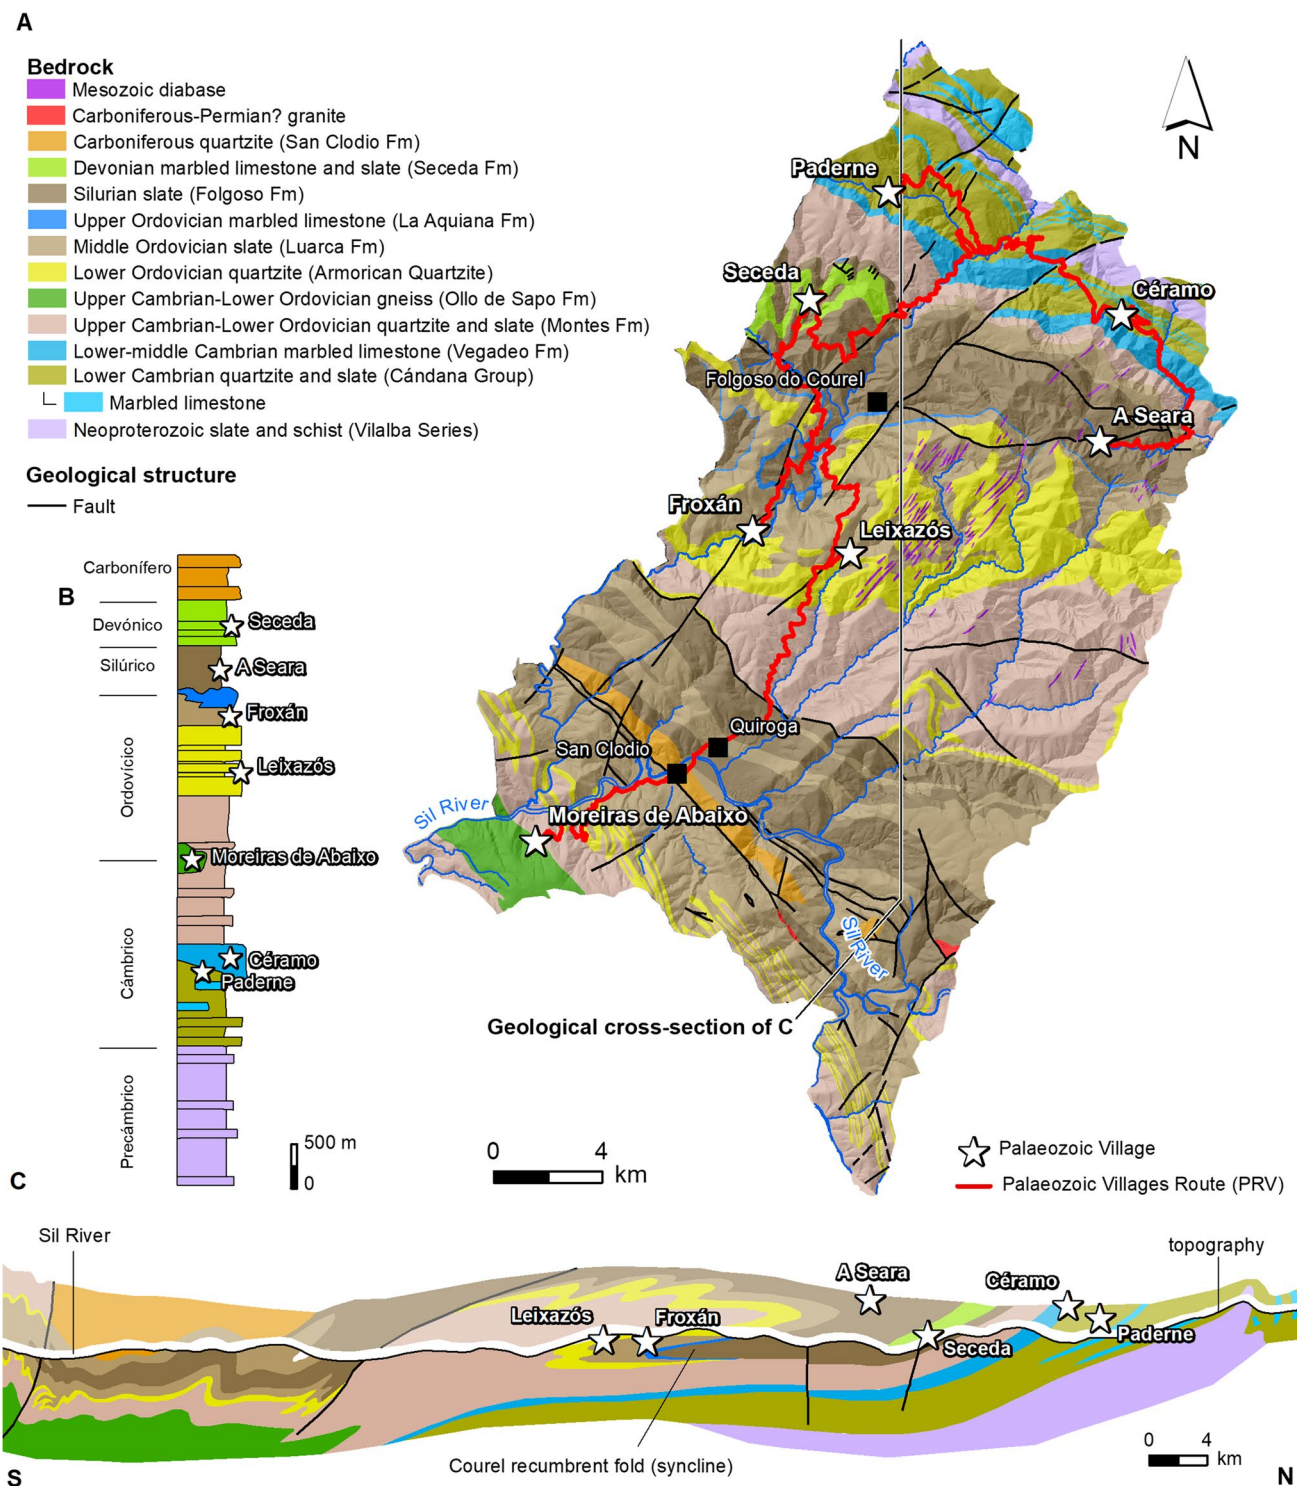 A
Bedrock
Mesozoic diabase
Carboniferous-Permian? granite
Carboniferous quartzite (San Clodio Fm)
Devonian marbled limestone and slate (Seceda Fm)
Silurian slate (Folgoso Fm)
Upper Ordovician marbled limestone (La Aquiana Fm)
Middle Ordovician slate (Luarca Fm)
Lower Ordovician quartzite (Armorican Quartzite)
Upper Cambrian-Lower Ordovician gneiss (Ollo de Sapo Fm)
Upper Cambrian-Lower Ordovician quartzite and slate (Montes Fm)
Lower-middle Cambrian marbled limestone (Vegadeo Fm)
Lower Cambrian quartzite and slate (Cándana Group)
Marbled limestone
Neoproterozoic slate and schist (Vilalba Series)
Geological structure
Fault
N
Paderne
Seceda
Céramo
Folgoso do Courel
A Seara
Froxán
Leixazós
Quiroga
San Clodio
Sil River
Moreiras de Abaixo
Sil River
Geological cross-section of C
0 4
km
Palaeozoic Village
Palaeozoic Villages Route (PRV)
B
Carbonífero
Devónico
Silúrico
Ordovícico
Cámbrico
Precámbrico
Seceda
A Seara
Froxán
Leixazós
Moreiras de Abaixo
Céramo
Paderne
500 m
0
C
Sil River
topography
A Seara
Céramo
Leixazós
Froxán
Paderne
Seceda
Courel recumbrent fold (syncline)
0 4
km
S
N